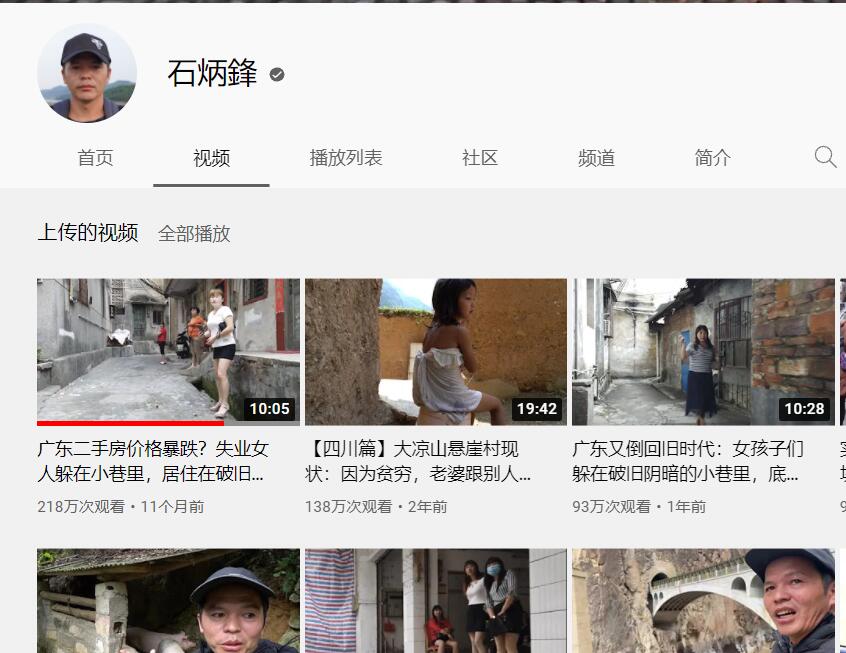 石炳鋒
首页 视频 播放列表 社区 频道 简介
上传的视频 全部播放
10:05 19:42 10:28
广东二手房价格暴跌？失业女
人躲在小巷里，居住在破旧...
218万次观看 • 11个月前
【四川篇】大凉山悬崖村现
状：因为贫穷，老婆跟别人...
138万次观看 • 2年前
广东又倒回旧时代：女孩子们
躲在破旧阴暗的小巷里，底...
93万次观看 • 1年前